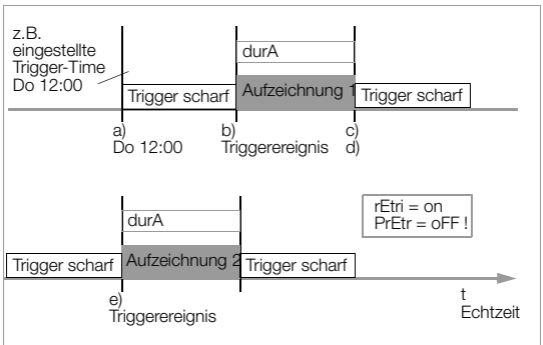 z.B.
eingestellte
Trigger-Time
Do 12:00
durA
Trigger scharf
Aufzeichnung 1
Trigger scharf
a)
b)
c)
Do 12:00
Triggerereignis
d)
rEtri = on
PrEtr = oFF !
durA
Trigger scharf
Aufzeichnung 2
Trigger scharf
e)
Triggerereignis
t
Echtzeit